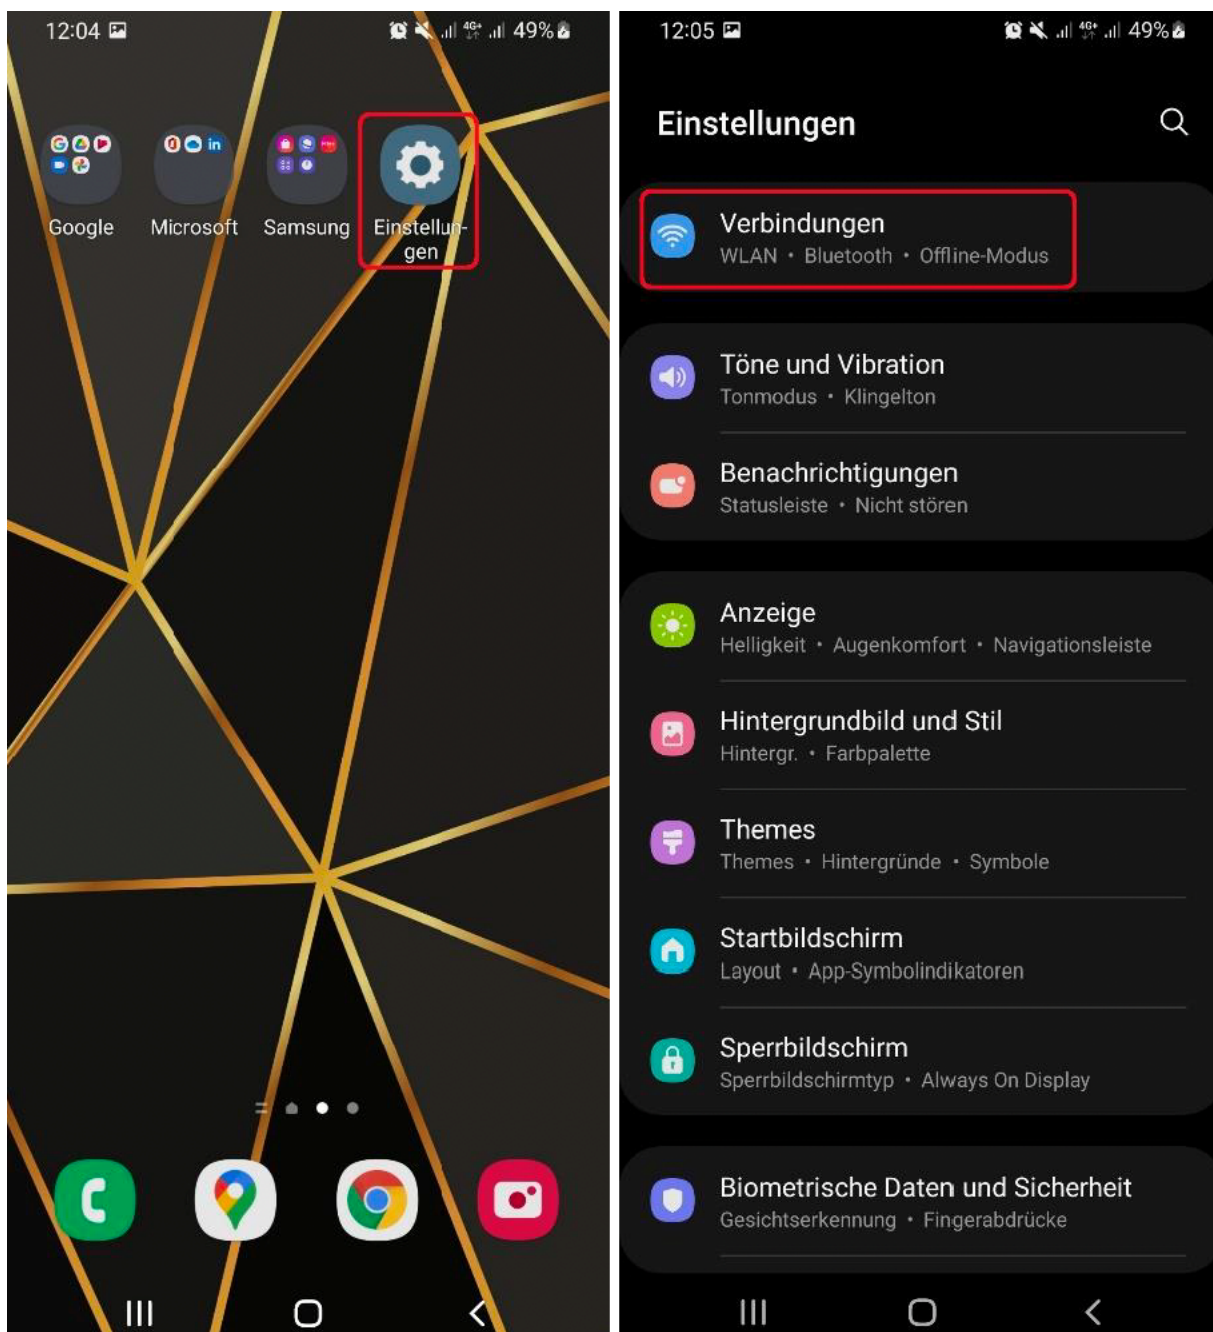 12:04
4G+
49%
Google
Microsoft
Samsung
Einstellun-
gen
12:05
4G+
49%
Einstellungen
Verbindungen
WLAN • Bluetooth • Offline-Modus
Töne und Vibration
Tonmodus • Klingelton
Benachrichtigungen
Statusleiste • Nicht stören
Anzeige
Helligkeit • Augenkomfort • Navigationsleiste
Hintergrundbild und Stil
Hintergr. • Farbpalette
Themes
Themes • Hintergründe • Symbole
Startbildschirm
Layout • App-Symbolindikatoren
Sperrbildschirm
Sperrbildschirmtyp • Always On Display
Biometrische Daten und Sicherheit
Gesichtserkennung • Fingerabdrücke